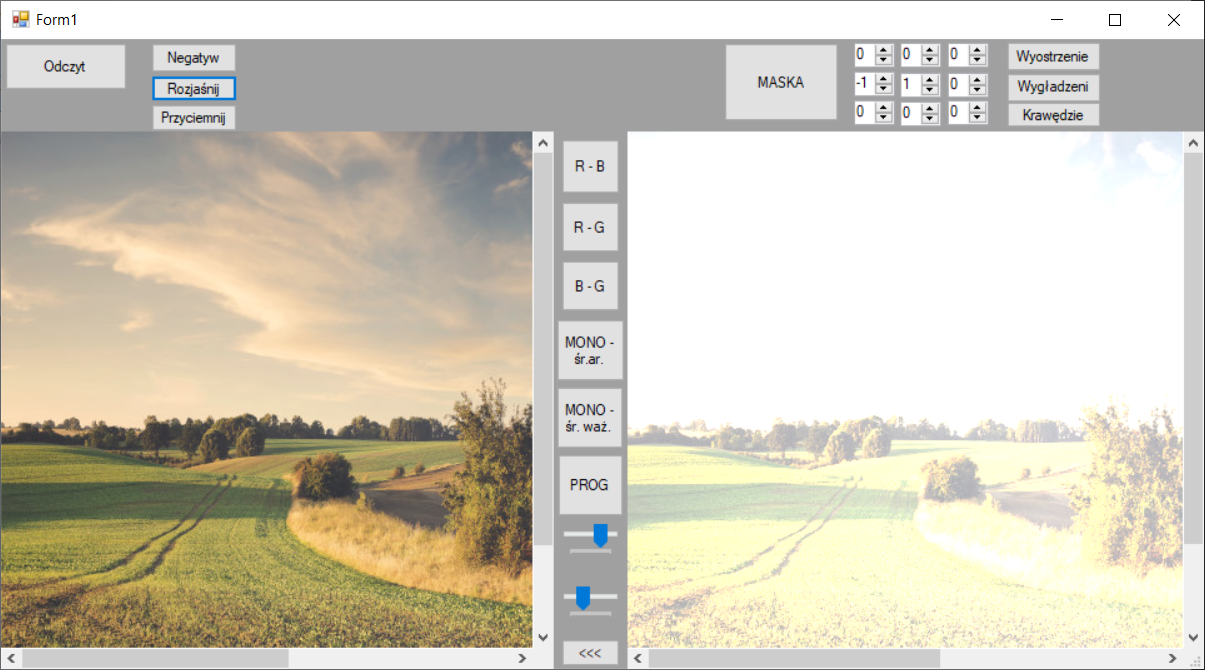 Form1
Odczyt
Negatyw
Rozjaśnij
Przyciemnij
MASKA
0 0 0
-1 1 0
0 0 0
Wyostrzenie
Wygładzeni
Krawędzie
R - B
R - G
B - G
MONO -
śr.ar.
MONO -
śr. waż.
PROG
<<<